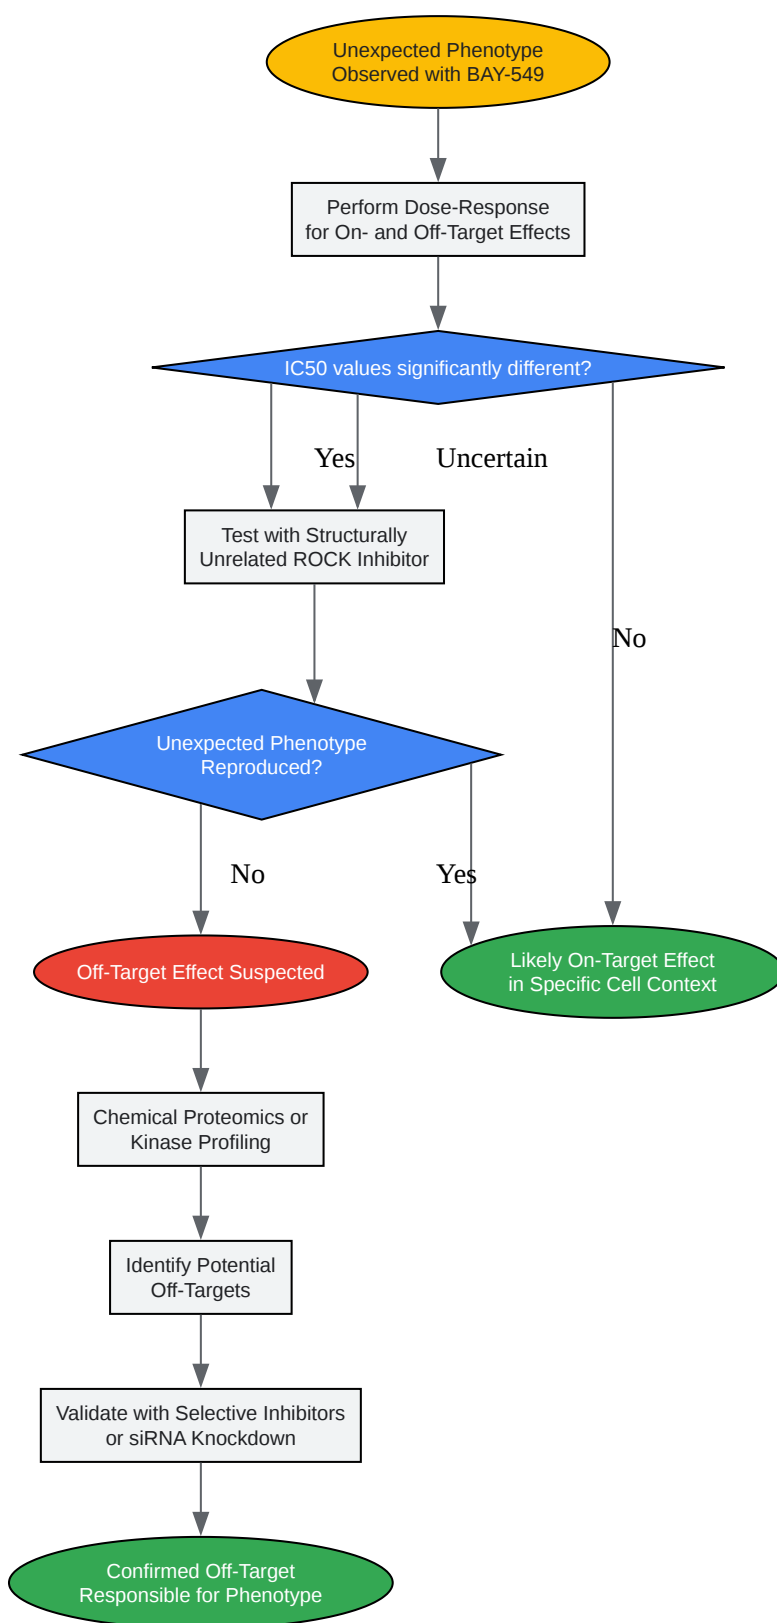 Unexpected Phenotype
Observed with BAY-549
Perform Dose-Response
for On- and Off-Target Effects
IC50 values significantly different?
Yes
Uncertain
Test with Structurally
Unrelated ROCK Inhibitor
No
Unexpected Phenotype
Reproduced?
No
Yes
Off-Target Effect Suspected
Likely On-Target Effect
in Specific Cell Context
Chemical Proteomics or
Kinase Profiling
Identify Potential
Off-Targets
Validate with Selective Inhibitors
or siRNA Knockdown
Confirmed Off-Target
Responsible for Phenotype